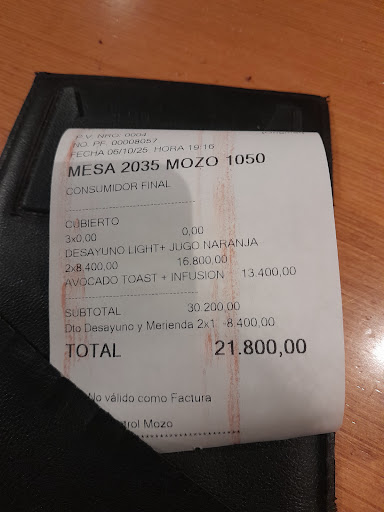 P.V. NRO. 0004
NO. PF. 00008057
FECHA 06/10/25 HORA 19:16
MESA 2035 MOZO 1050
CONSUMIDOR FINAL
CUBIERTO
3x0,00 0,00
DESAYUNO LIGHT+ JUGO NARANJA
2x8.400,00 16.800,00
AVOCADO TOAST + INFUSION 13.400,00
SUBTOTAL 30.200,00
Dto Desayuno y Merienda 2x1 -8.400,00
TOTAL 21.800,00
No válido como Factura
trol Mozo